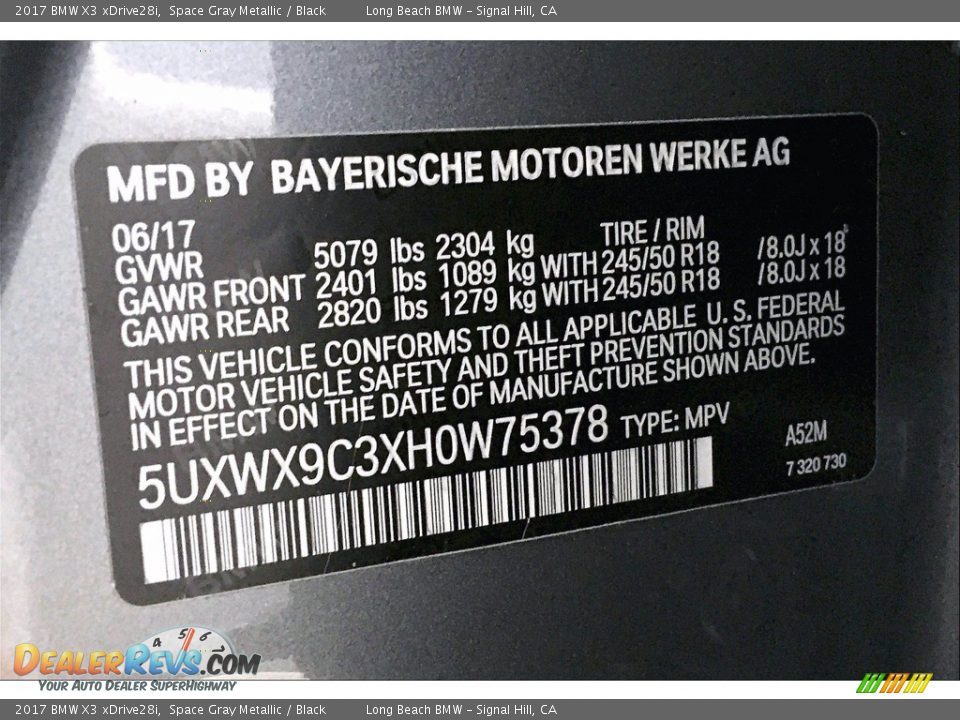 2017 BMW X3 xDrive28i, Space Gray Metallic / Black Long Beach BMW - Signal Hill, CA
MFD BY BAYERISCHE MOTOREN WERKE AG
06/17 TIRE / RIM
GVWR 5079 lbs 2304 kg
GAWR FRONT 2401 lbs 1089 kg WITH 245/50 R18 /8.0J x 18
GAWR REAR 2820 lbs 1279 kg WITH 245/50 R18 /8.0J x 18
THIS VEHICLE CONFORMS TO ALL APPLICABLE U. S. FEDERAL
MOTOR VEHICLE SAFETY AND THEFT PREVENTION STANDARDS
IN EFFECT ON THE DATE OF MANUFACTURE SHOWN ABOVE.
5UXWX9C3XH0W75378 TYPE: MPV
A52M
7 320 730
4 5 6
DEALERREVS.COM
YOUR AUTO DEALER SUPERHIGHWAY
2017 BMW X3 xDrive28i, Space Gray Metallic / Black Long Beach BMW - Signal Hill, CA